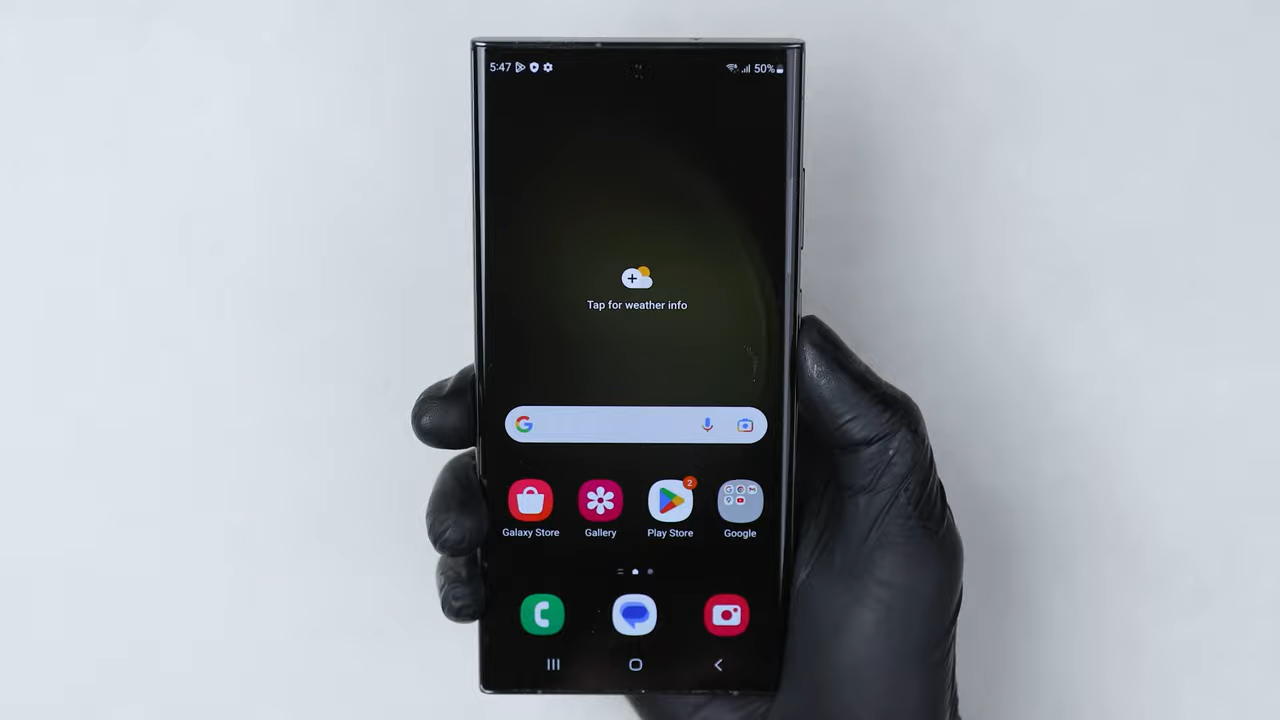 5:47
50%
Tap for weather info
G
2
Galaxy Store
Gallery
Play Store
Google